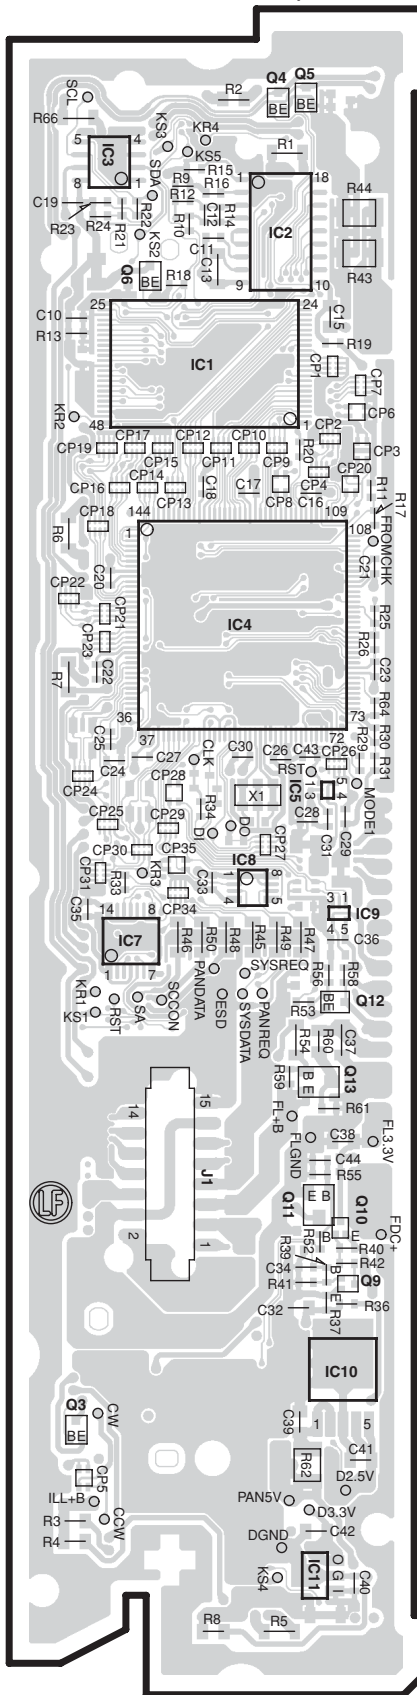 Q4 Q5
SCL
R2
BE BE
R66
KS3
KR4
5 4
IC3
KS5
R1
8 1
SDA
R15
R9
R16
1 18
R44
C19
R12
R14
C12
R23
R24
R21
R22
KS2
R10
IC2
C11
R43
Q6
BE
R18
C13
9 10
25 24
C10
C15
R13
R19
IC1
CP1
CP7
CP6
KR2
48 1
CP2
CP19
CP17
CP12
CP10
R20
CP3
CP15
CP11
CP9
CP14
CP20
CP16
CP13
C18
C17
CP8
CP4
C16
R11
R17
CP18
144 109
R6
1 108
FROMCHK
C21
C20
CP22
CP21
IC4
R25
CP23
R26
R7
C22
C23
R64
36 73
C25
37 72
R30
C27
CLK
C30
C26
C43
CP26
R29
R31
C24
RST
CP24
CP28
X1
IC5
1 5
3 4
MODE1
R34
CP25
CP29
DI
DO
C28
C31
C29
CP30
CP35
IC8
CP27
CP31
KR3
1 8
R33
C33
4 5
C35
CP34
3 1
IC9
14 8
IC7
4 5
C36
1 7
R46
R50
R48
R45
R49
R47
SYSREQ
PANDATA
R56
R58
KR1
KS1
RST
SA
SCCON
ESD
SYSDATA
PANREQ
R53
BE
Q12
R54
R60
C37
R59
B E
Q13
FL+B
R61
14 15
FLGND
C38
FL3.3V
C44
J1
R55
LF
Q11
E B
Q10
FDC+
2 1
R52
B E
R39
R40
C34
4
B
R42
R41
Q9
E
C32
R37
R36
IC10
Q3
CW
BE
C39
1 5
C41
CP5
R62
D2.5V
ILL+B
PAN5V
R3
CCW
D3.3V
R4
DGND
C42
KS4
IC11
G
I
C40
R8
R5